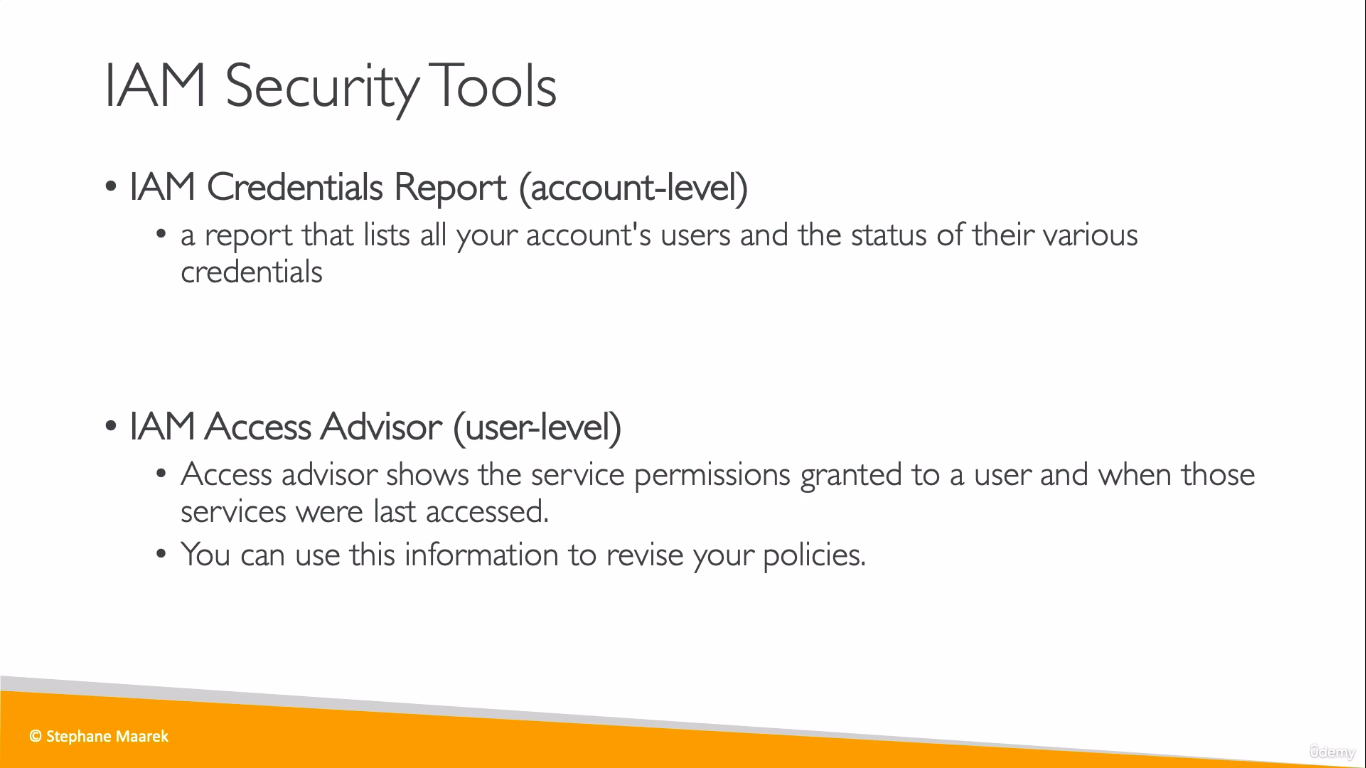 IAM Security Tools
• IAM Credentials Report (account-level)
• a report that lists all your account's users and the status of their various
credentials
• IAM Access Advisor (user-level)
• Access advisor shows the service permissions granted to a user and when those
services were last accessed.
• You can use this information to revise your policies.
© Stephane Maarek
ûdemy